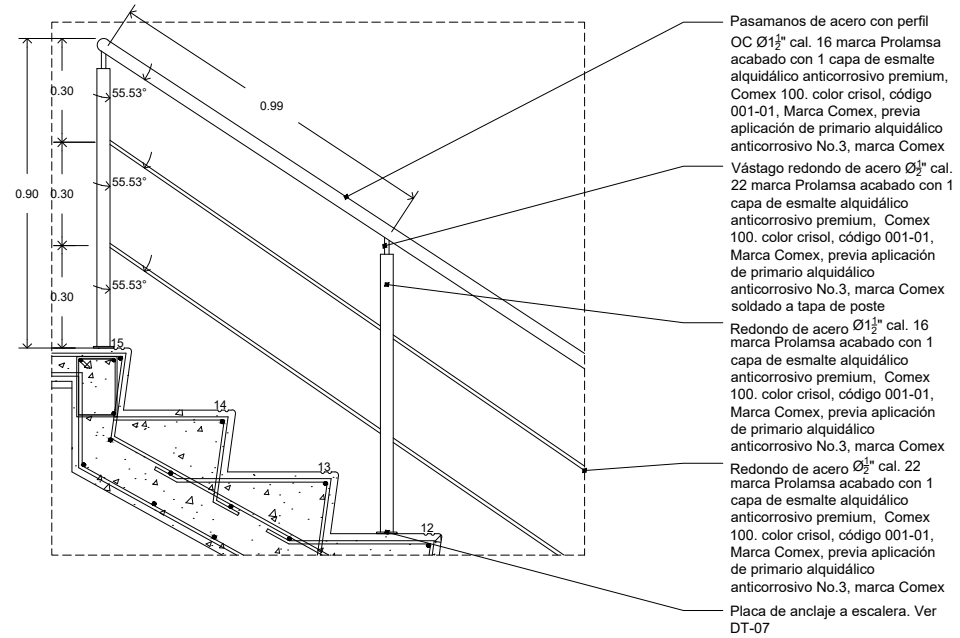 Pasamanos de acero con perfil
OC Ø1½" cal. 16 marca Prolamsa
acabado con 1 capa de esmalte
alquidálico anticorrosivo premium,
Comex 100. color crisol, código
001-01, Marca Comex, previa
aplicación de primario alquidálico
anticorrosivo No.3, marca Comex
Vástago redondo de acero Ø½" cal.
22 marca Prolamsa acabado con 1
capa de esmalte alquidálico
anticorrosivo premium, Comex
100. color crisol, código 001-01,
Marca Comex, previa aplicación
de primario alquidálico
anticorrosivo No.3, marca Comex
soldado a tapa de poste
Redondo de acero Ø1½" cal. 16
marca Prolamsa acabado con 1
capa de esmalte alquidálico
anticorrosivo premium, Comex
100. color crisol, código 001-01,
Marca Comex, previa aplicación
de primario alquidálico
anticorrosivo No.3, marca Comex
Redondo de acero Ø½" cal. 22
marca Prolamsa acabado con 1
capa de esmalte alquidálico
anticorrosivo premium, Comex
100. color crisol, código 001-01,
Marca Comex, previa aplicación
de primario alquidálico
anticorrosivo No.3, marca Comex
Placa de anclaje a escalera. Ver
DT-07
0.30
55.53°
0.99
0.90
0.30
55.53°
0.30
55.53°
15
14
13
12